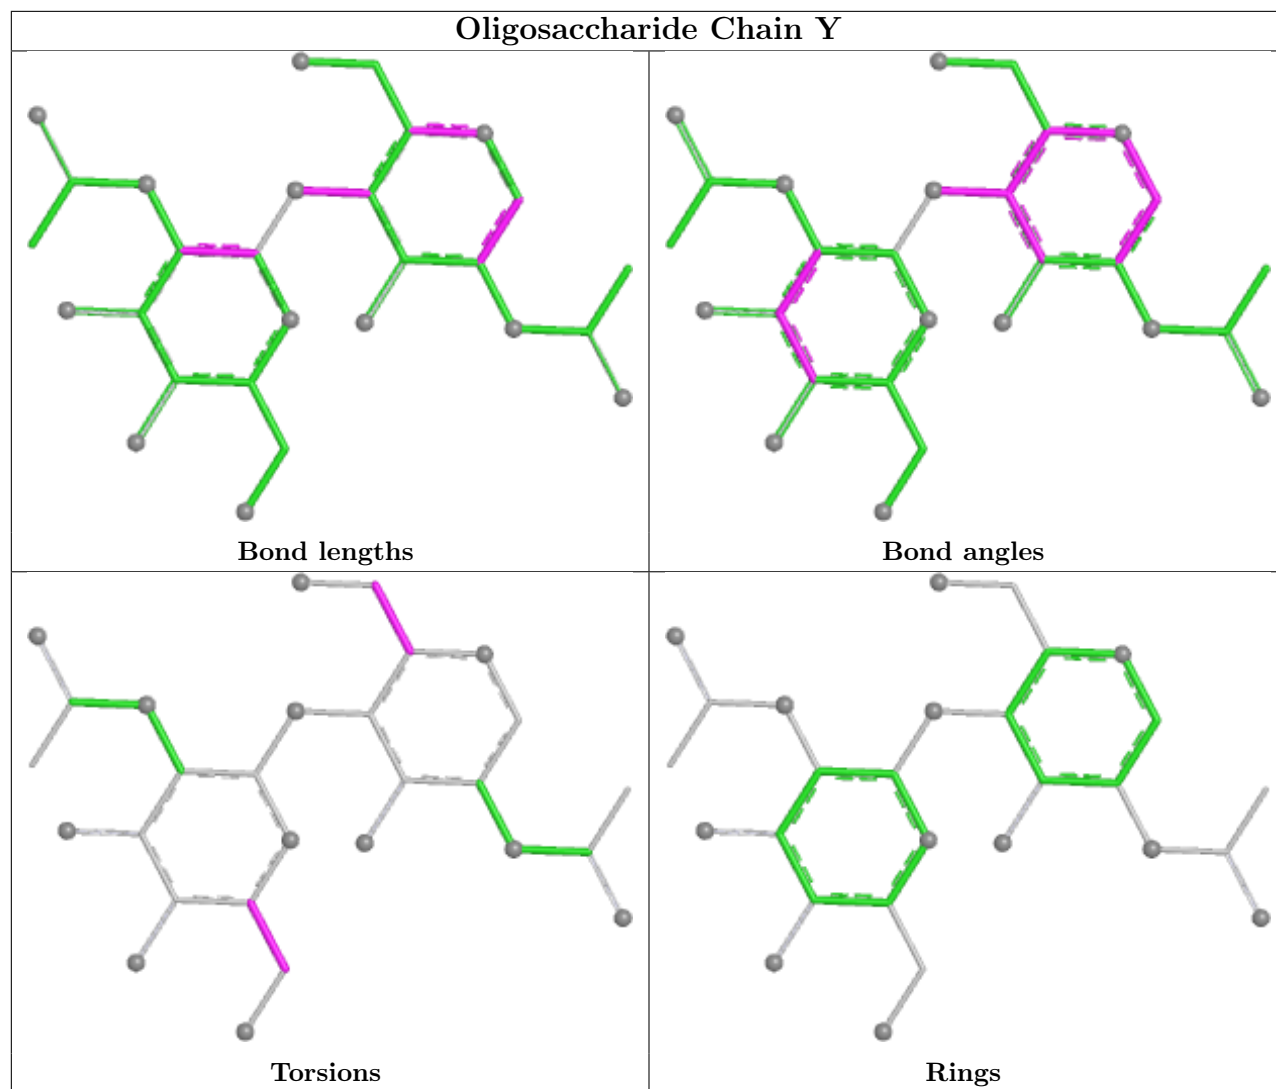 Oligosaccharide Chain Y
Bond lengths
Bond angles
Torsions
Rings